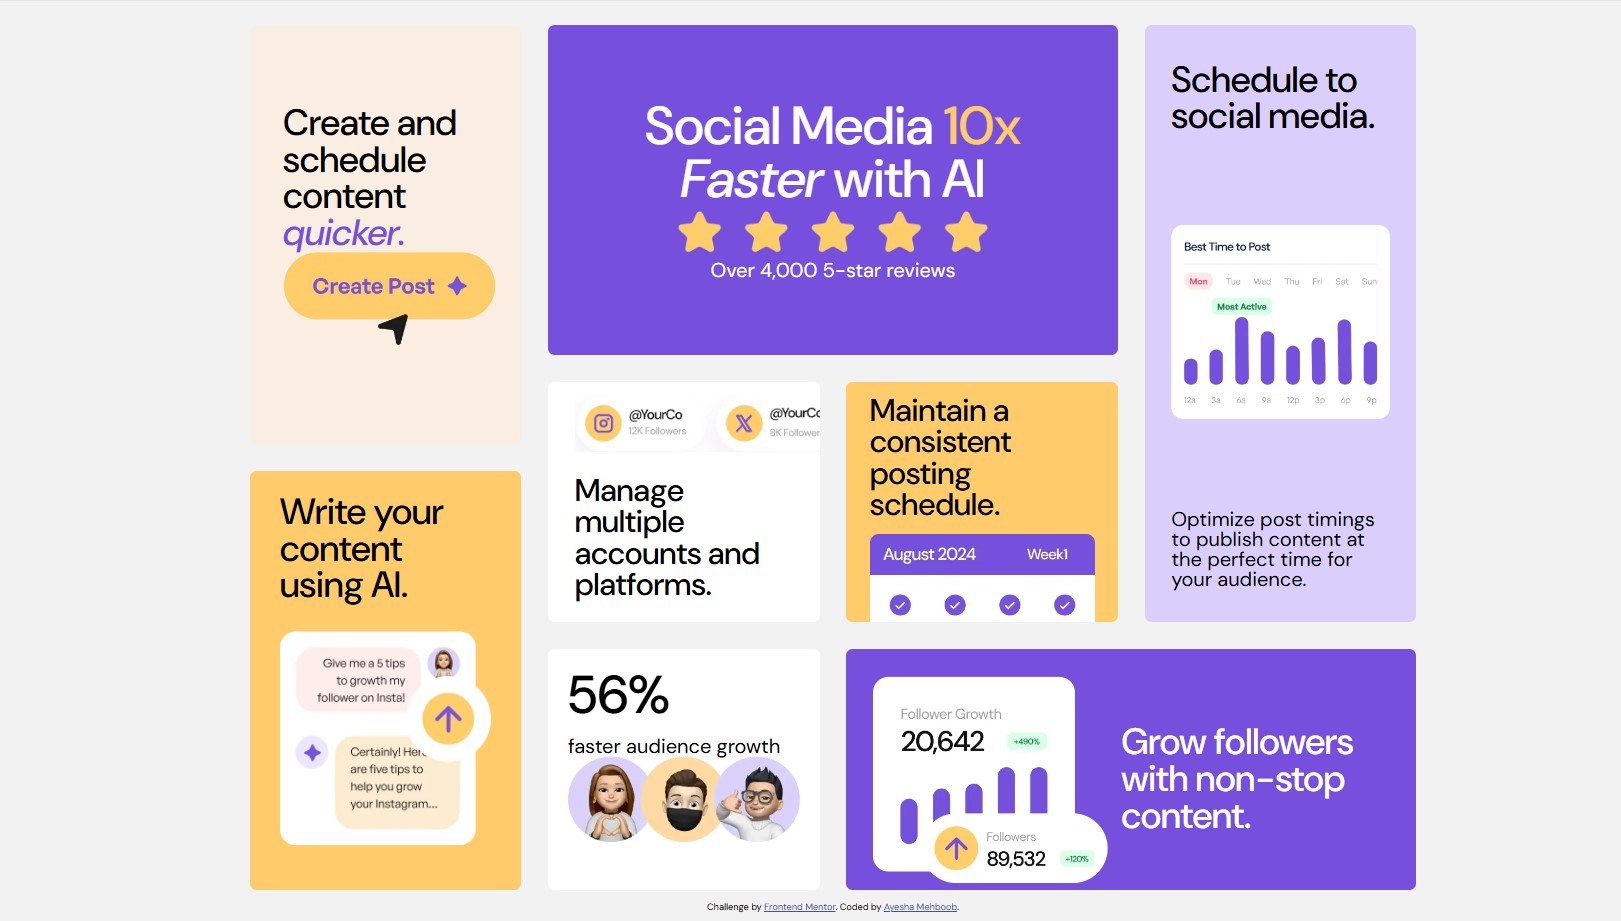 Create and
schedule
content
quicker.
Create Post
Social Media 10x
Faster with AI
Over 4,000 5-star reviews
Schedule to
social media.
Best Time to Post
Mon Tue Wed Thu Fri Sat Sun
Most Active
12a 3a 6a 9a 12p 3p 6p 9p
Optimize post timings
to publish content at
the perfect time for
your audience.
@YourCo
12K Followers
@YourCo
8K Follower
Manage
multiple
accounts and
platforms.
Maintain a
consistent
posting
schedule.
August 2024 Week1
Write your
content
using AI.
Give me a 5 tips
to growth my
follower on Insta!
Certainly! Here
are five tips to
help you grow
your Instagram...
56%
faster audience growth
Follower Growth
20,642 +490%
Followers
89,532 +120%
Grow followers
with non-stop
content.
Challenge by Frontend Mentor. Coded by Ayesha Mehboob.